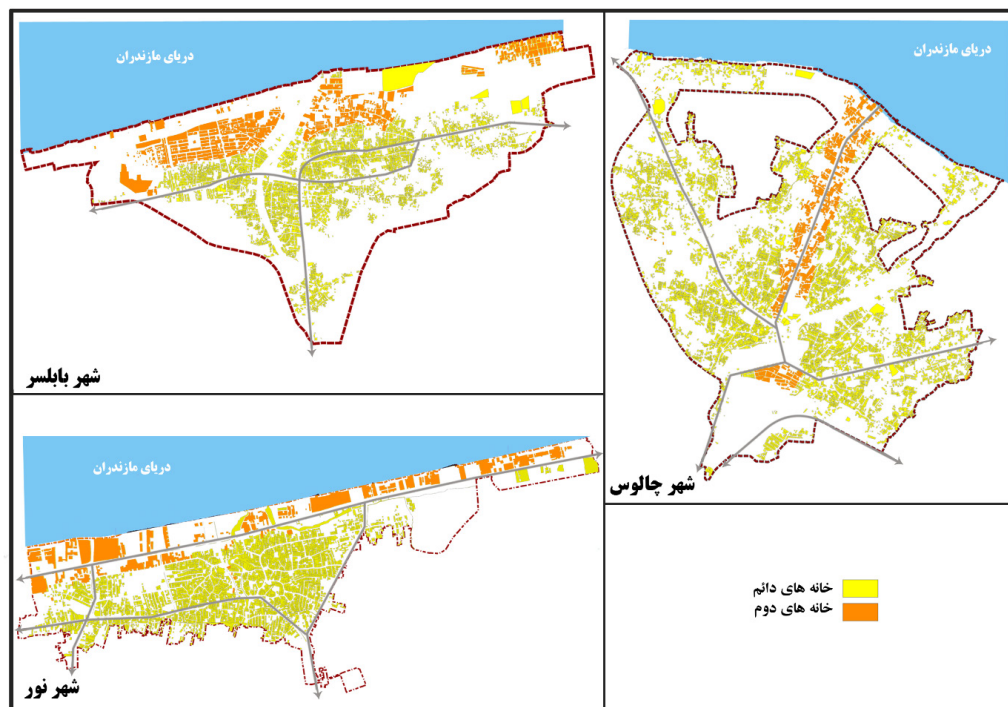 دریای مازندران
شهر بابلسر
دریای مازندران
شهر چالوس
دریای مازندران
شهر نور
خانه های دائم
خانه های دوم